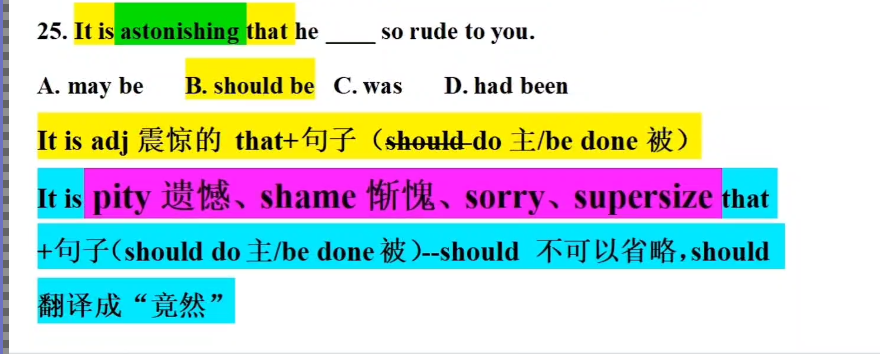 25. It is astonishing that he ____ so rude to you.
A. may be B. should be C. was D. had been
It is adj 震惊的 that+句子（should do 主/be done 被）
It is pity 遗憾、shame 惭愧、sorry、supersize that
+句子(should do 主/be done 被)--should 不可以省略,should
翻译成“竟然”